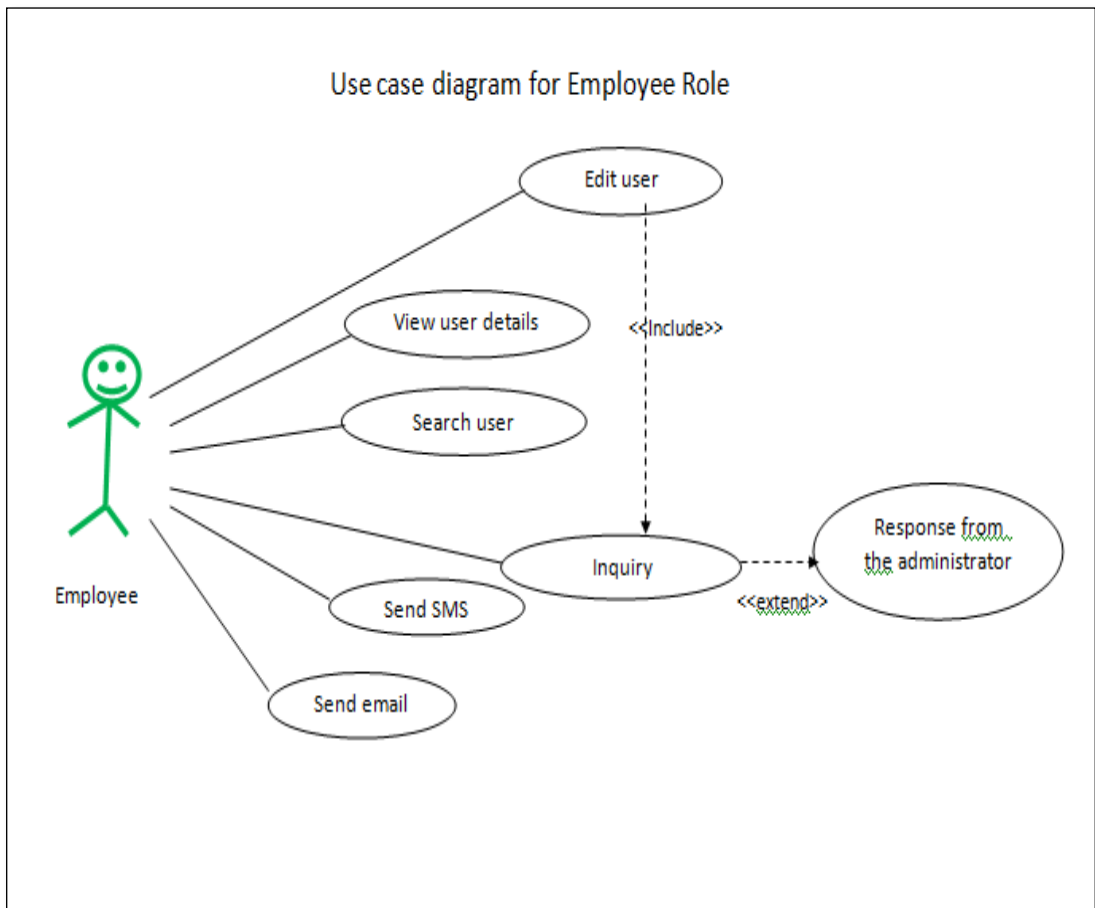 Use case diagram for Employee Role
Edit user
View user details
<<Include>>
Search user
Response from
the administrator
Inquiry
Employee
Send SMS
<<extend>>
Send email